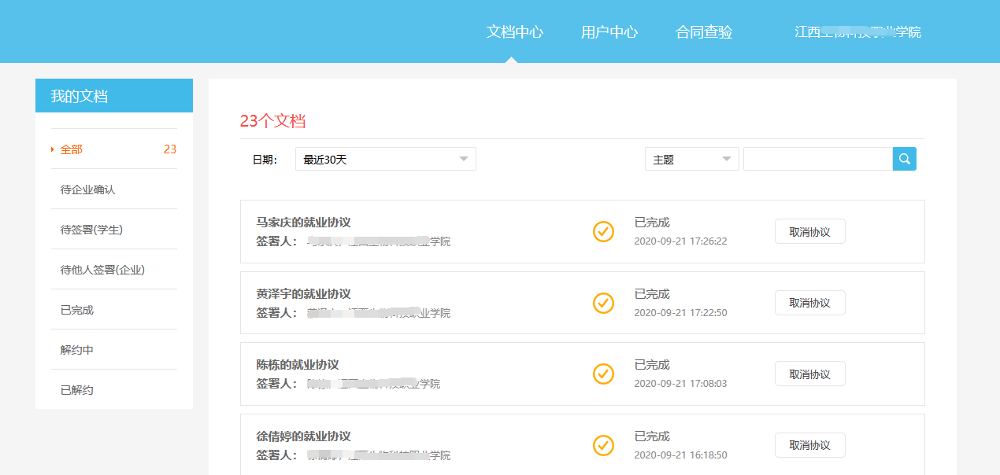 文档中心 用户中心 合同查验 江西 学院
我的文档
全部 23
待企业确认
待签署(学生)
待他人签署(企业)
已完成
解约中
已解约
23个文档
日期: 最近30天 主题
马家庆的就业协议 已完成
签署人: 学院 2020-09-21 17:26:22 取消协议
黄泽宇的就业协议 已完成
签署人: 业学院 2020-09-21 17:22:50 取消协议
陈栋的就业协议 已完成
签署人: 学院 2020-09-21 17:08:03 取消协议
徐倩婷的就业协议 已完成
签署人: 学院 2020-09-21 16:18:50 取消协议